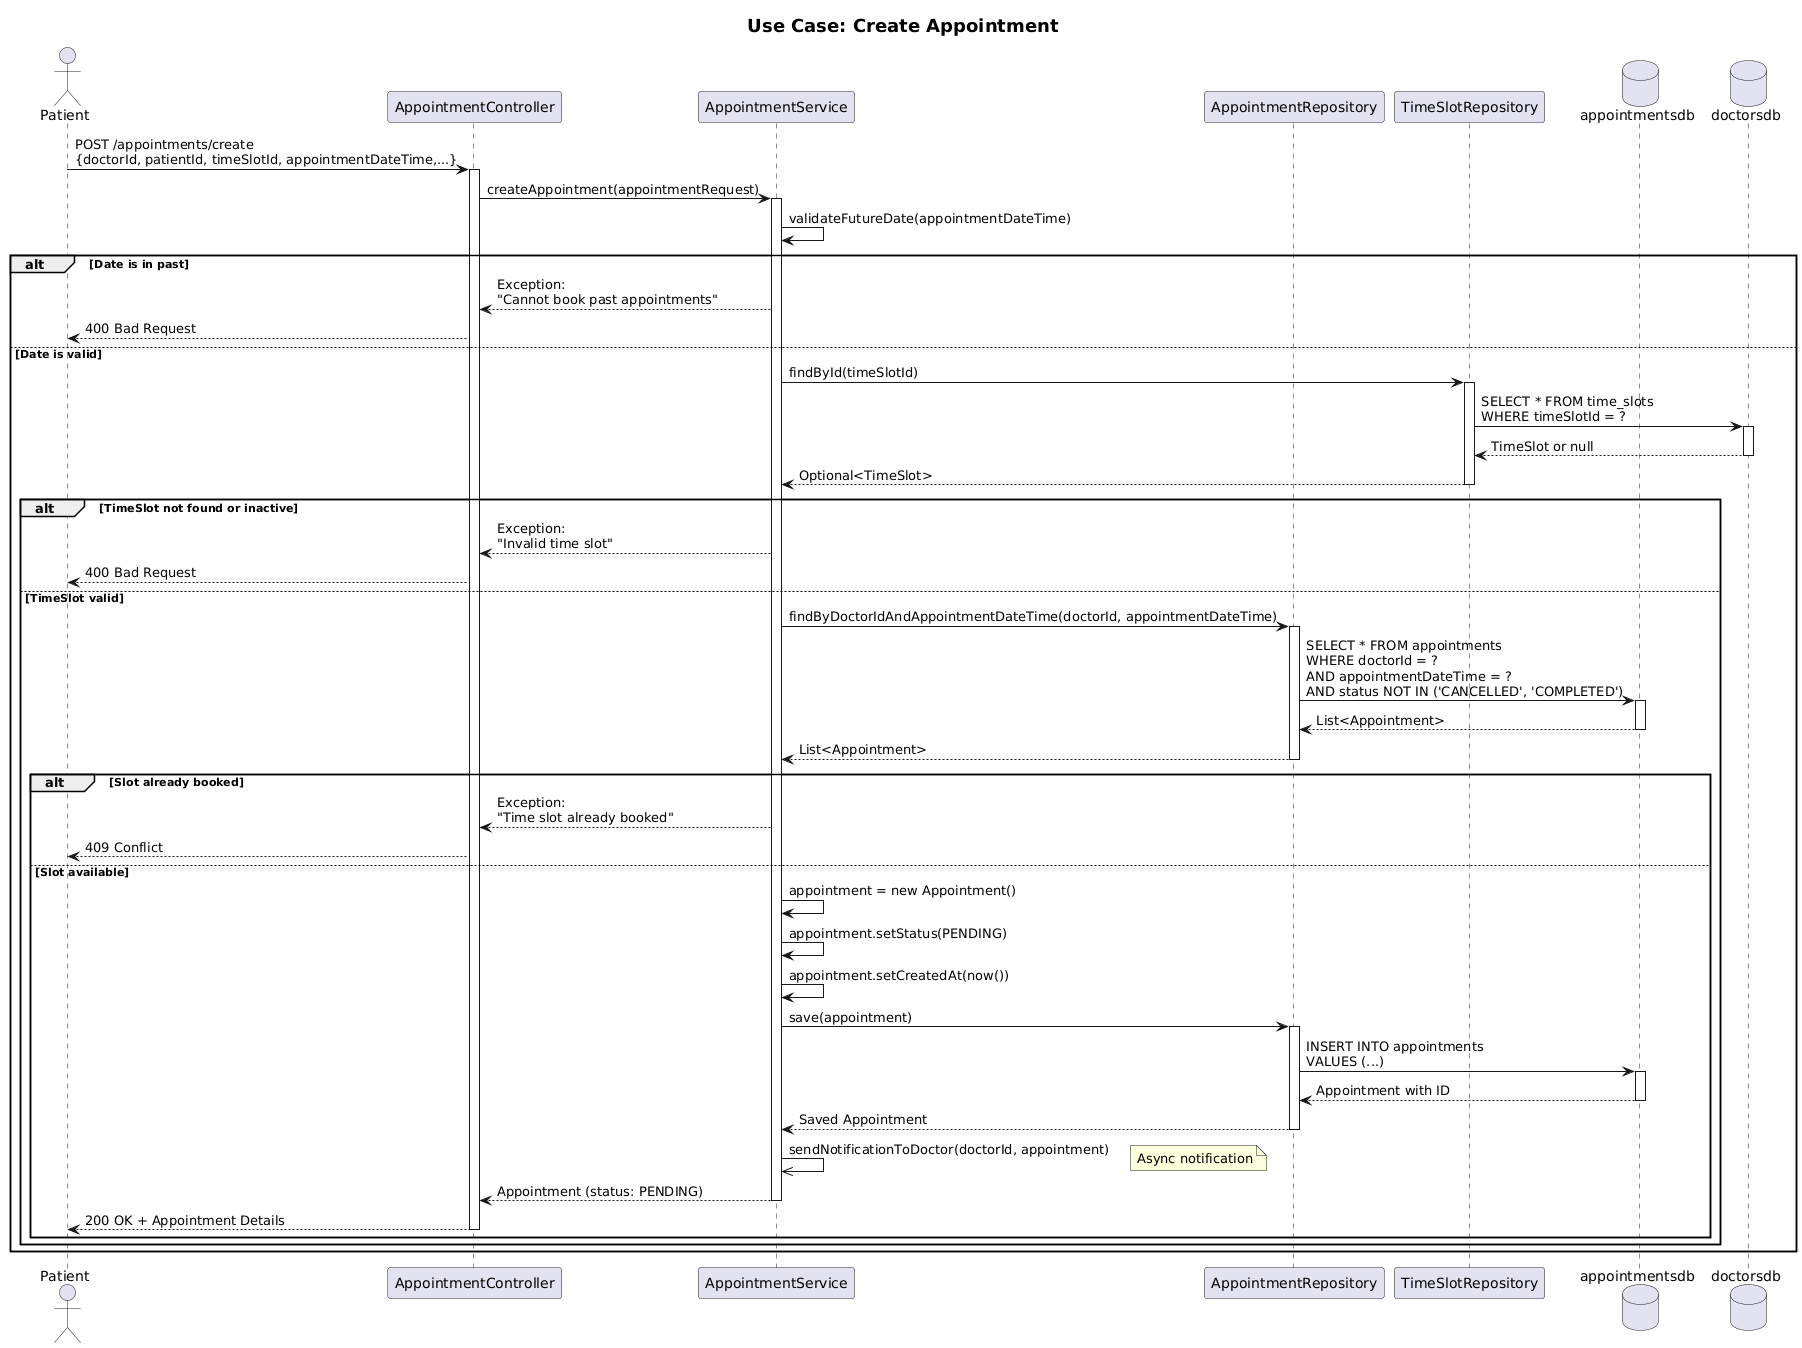 Use Case: Create Appointment
Patient
AppointmentController
AppointmentService
AppointmentRepository
TimeSlotRepository
appointmentsdb
doctorsdb
POST /appointments/create
{doctorId, patientId, timeSlotId, appointmentDateTime,...}
createAppointment(appointmentRequest)
validateFutureDate(appointmentDateTime)
alt
[Date is in past]
Exception:
"Cannot book past appointments"
400 Bad Request
[Date is valid]
findById(timeSlotId)
SELECT * FROM time_slots
WHERE timeSlotId = ?
TimeSlot or null
Optional<TimeSlot>
alt
[TimeSlot not found or inactive]
Exception:
"Invalid time slot"
400 Bad Request
[TimeSlot valid]
findByDoctorIdAndAppointmentDateTime(doctorId, appointmentDateTime)
SELECT * FROM appointments
WHERE doctorId = ?
AND appointmentDateTime = ?
AND status NOT IN ('CANCELLED', 'COMPLETED')
List<Appointment>
List<Appointment>
alt
[Slot already booked]
Exception:
"Time slot already booked"
409 Conflict
[Slot available]
appointment = new Appointment()
appointment.setStatus(PENDING)
appointment.setCreatedAt(now())
save(appointment)
INSERT INTO appointments
VALUES (...)
Appointment with ID
Saved Appointment
sendNotificationToDoctor(doctorId, appointment)
Async notification
Appointment (status: PENDING)
200 OK + Appointment Details
Patient
AppointmentController
AppointmentService
AppointmentRepository
TimeSlotRepository
appointmentsdb
doctorsdb